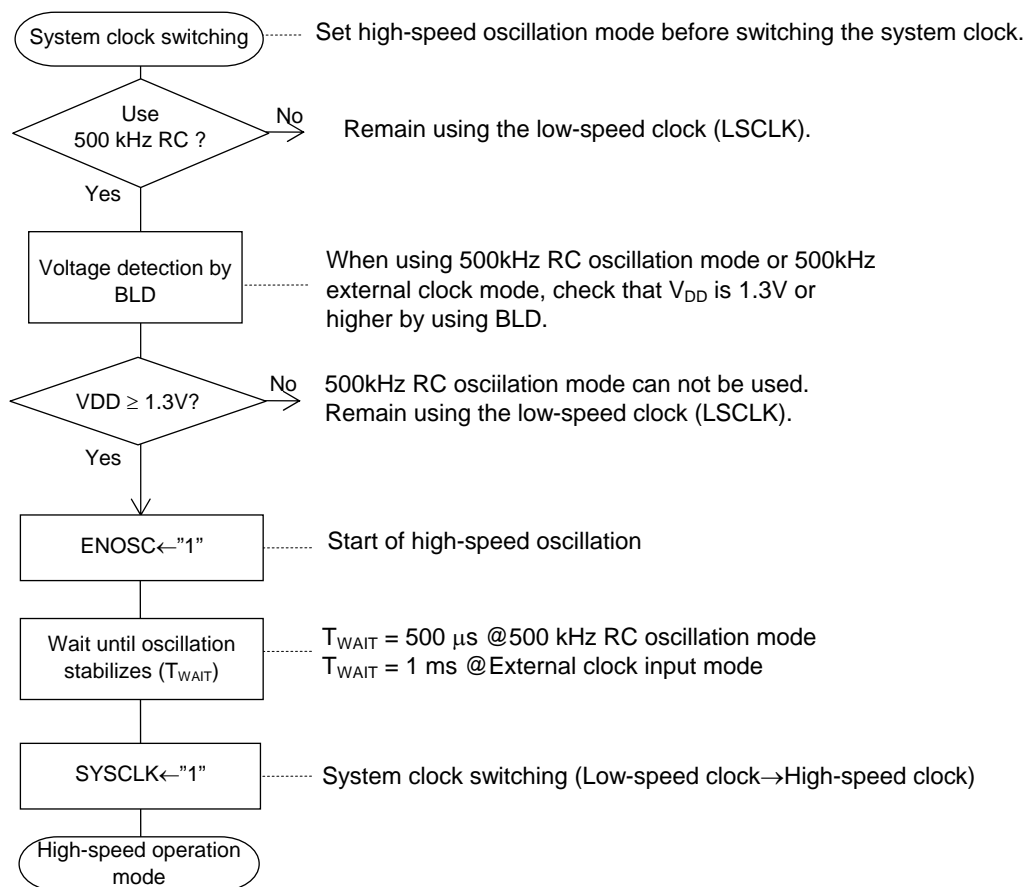 System clock switching
Set high-speed oscillation mode before switching the system clock.
Use
500 kHz RC ?
No
Remain using the low-speed clock (LSCLK).
Yes
Voltage detection by
BLD
When using 500kHz RC oscillation mode or 500kHz
external clock mode, check that VDD is 1.3V or
higher by using BLD.
VDD ≥ 1.3V?
No
500kHz RC osciilation mode can not be used.
Remain using the low-speed clock (LSCLK).
Yes
ENOSC←”1”
Start of high-speed oscillation
Wait until oscillation
stabilizes (TWAIT)
TWAIT = 500 μs @500 kHz RC oscillation mode
TWAIT = 1 ms @External clock input mode
SYSCLK←”1”
System clock switching (Low-speed clock→High-speed clock)
High-speed operation
mode